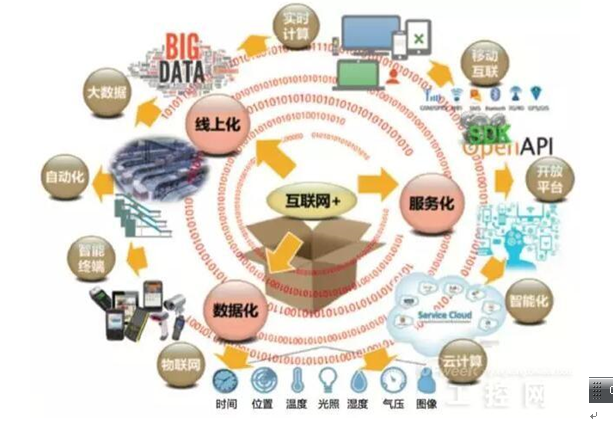 实时
计算
BIG
DATA
移动
互联
大数据
线上化
SDK
OpenAPI
自动化
互联网+
服务化
开放
平台
智能
终端
智能化
数据化
Service Cloud
物联网
云计算
时间
位置
温度
光照
湿度
气压
图像
工控网